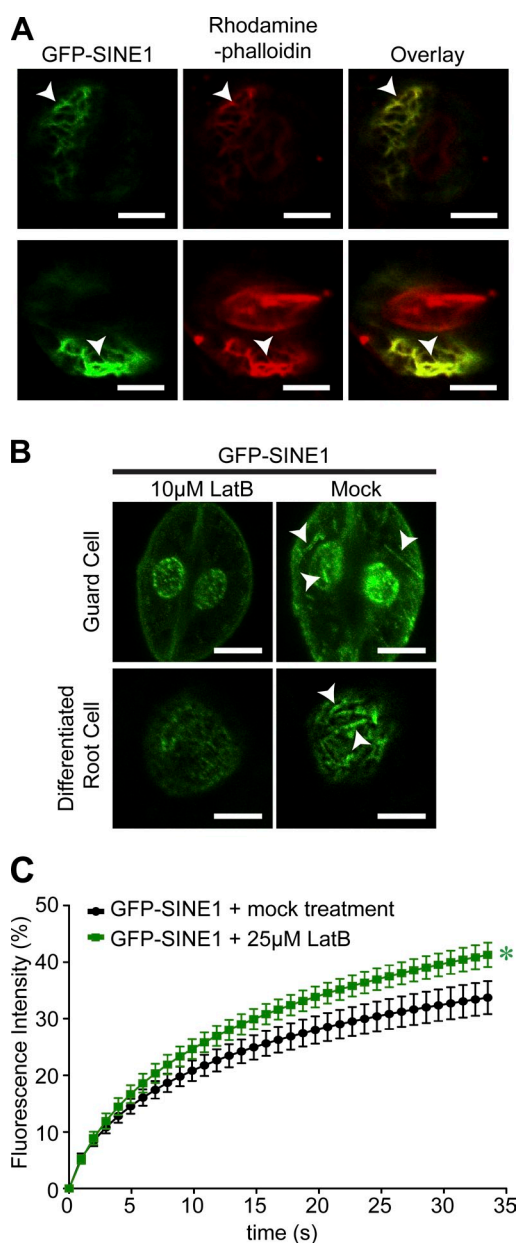 A
GFP-SINE1
Rhodamine
-phalloidin
Overlay
B
GFP-SINE1
10µM LatB
Mock
Guard Cell
Differentiated
Root Cell
C
GFP-SINE1 + mock treatment
GFP-SINE1 + 25µM LatB
*
Fluorescence Intensity (%)
50
40
30
20
10
0
0 5 10 15 20 25 30 35
time (s)